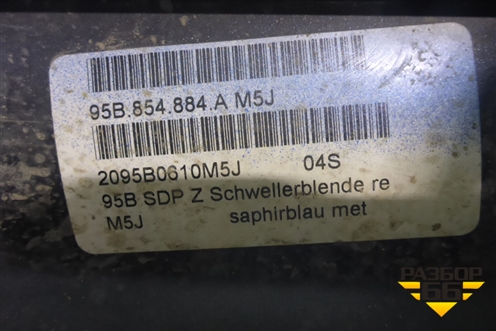 95B.854.884.A M5J
2095B0610M5J 04S
95B SDP Z Schwellerblende re
M5J saphirblau met
РАЗБОР
66